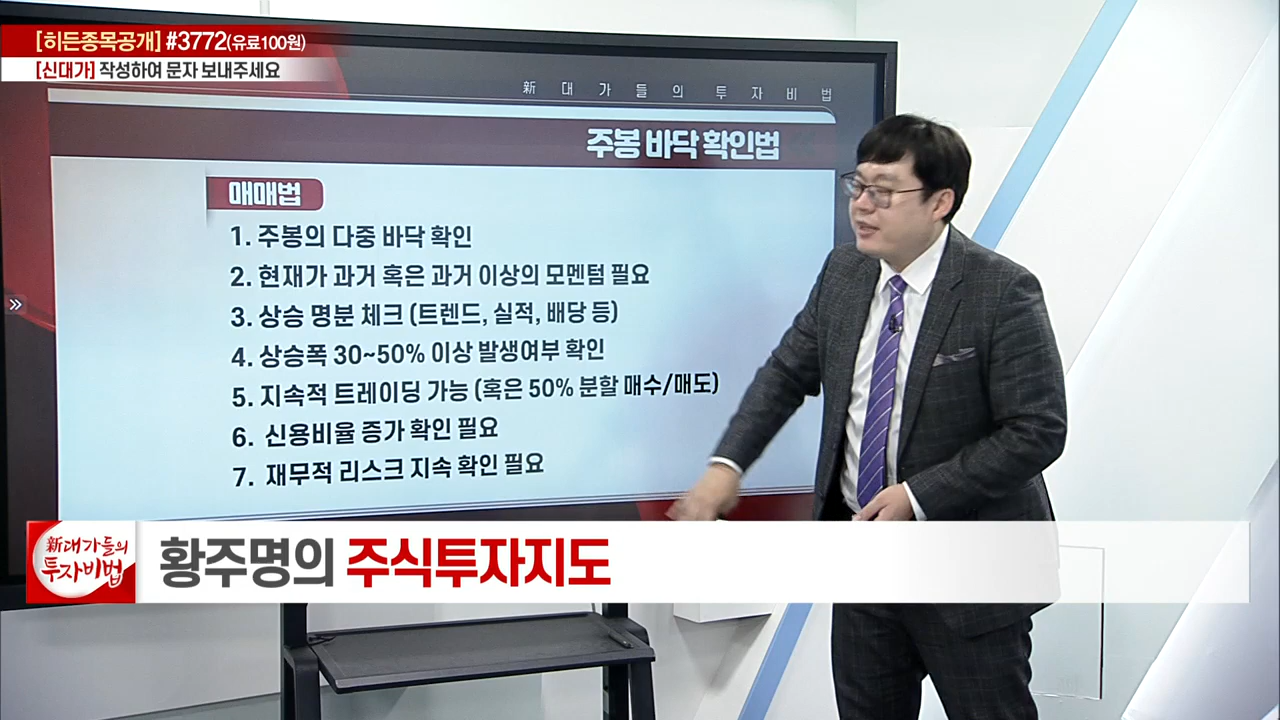 [히든종목공개] #3772(유료100원)
[신대가] 작성하여 문자 보내주세요
新대가들의 투자비법
주봉 바닥 확인법
매매법
1. 주봉의 다중 바닥 확인
2. 현재가 과거 혹은 과거 이상의 모멘텀 필요
3. 상승 명분 체크 (트렌드, 실적, 배당 등)
4. 상승폭 30~50% 이상 발생여부 확인
5. 지속적 트레이딩 가능 (혹은 50% 분할 매수/매도)
6. 신용비율 증가 확인 필요
7. 재무적 리스크 지속 확인 필요
新대가들의
투자비법
황주명의 주식투자지도